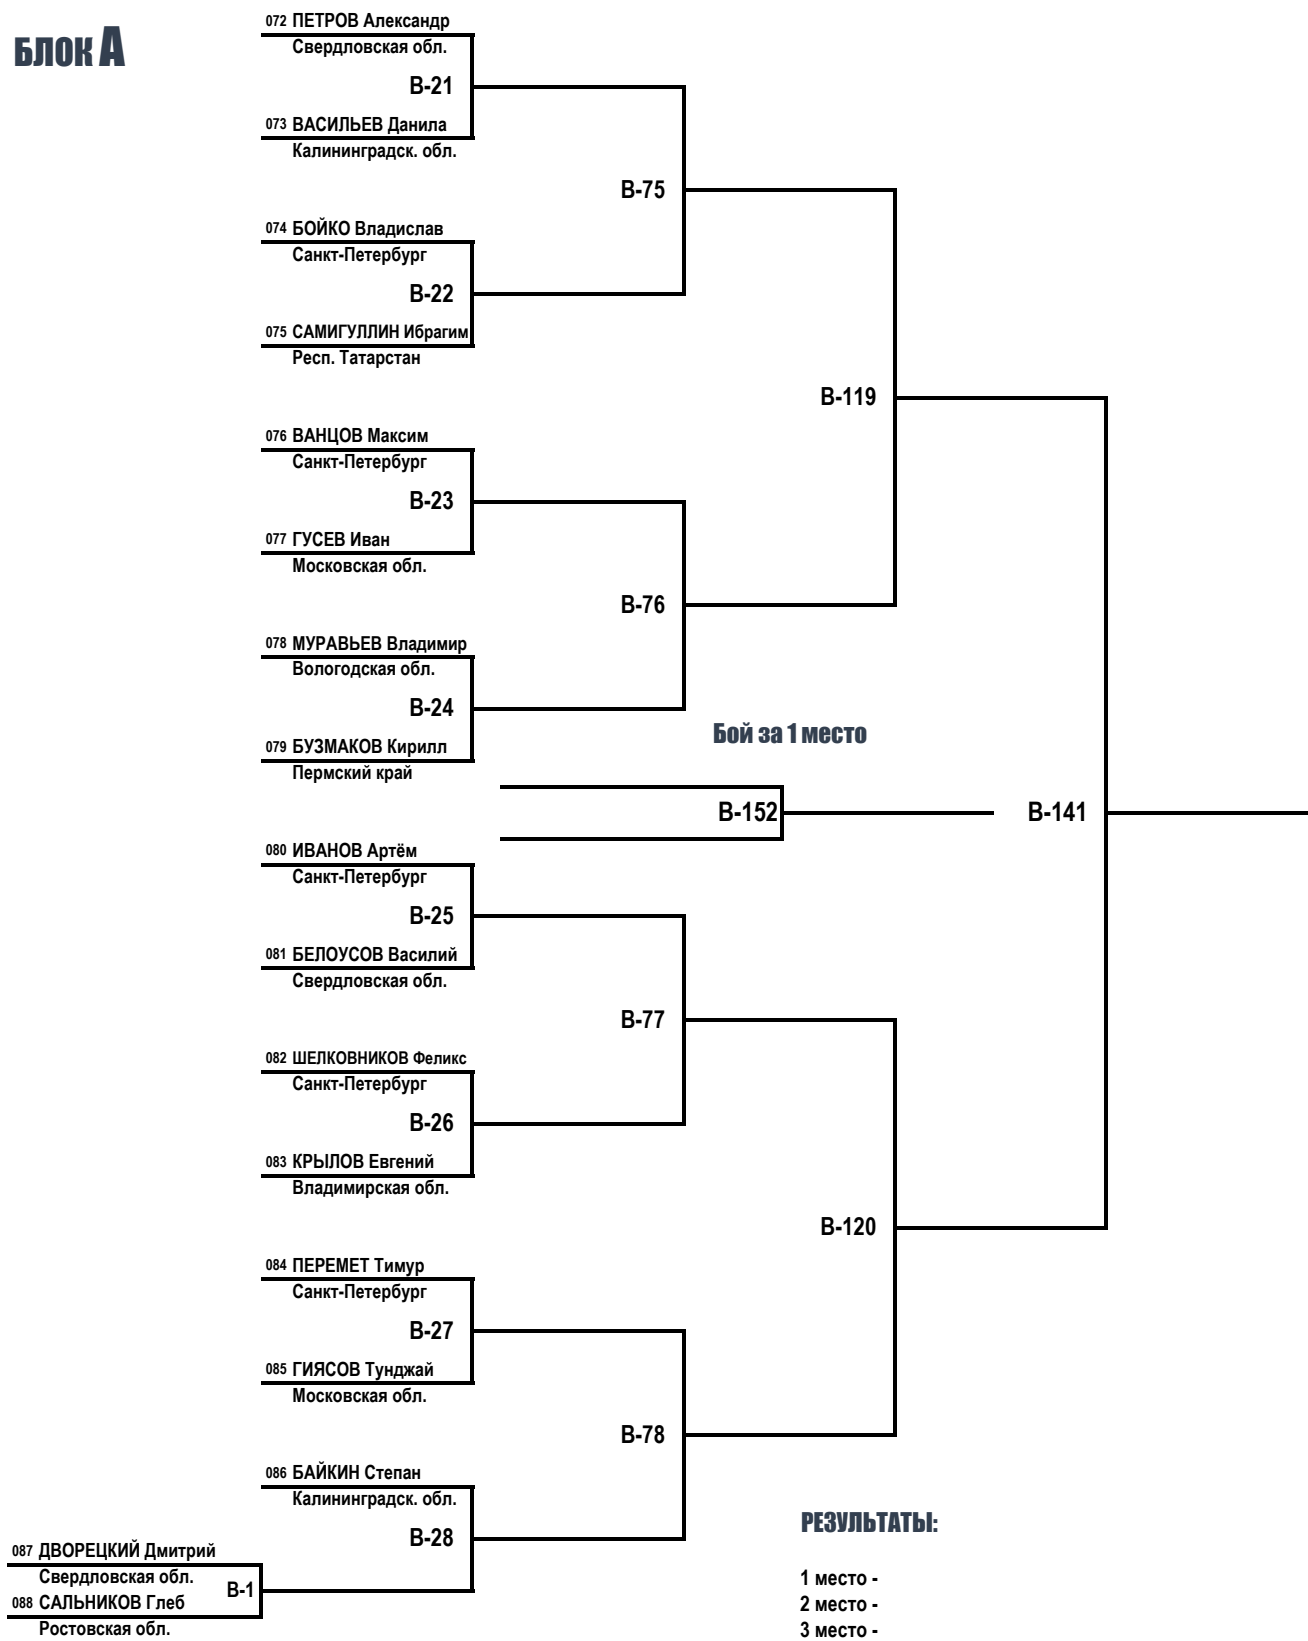 БЛОК А
072 ПЕТРОВ Александр
Свердловская обл.
В-21
073 ВАСИЛЬЕВ Данила
Калининградск. обл.
В-75
074 БОЙКО Владислав
Санкт-Петербург
В-22
075 САМИГУЛЛИН Ибрагим
Респ. Татарстан
В-119
076 ВАНЦОВ Максим
Санкт-Петербург
В-23
077 ГУСЕВ Иван
Московская обл.
В-76
078 МУРАВЬЕВ Владимир
Вологодская обл.
В-24
Бой за 1 место
079 БУЗМАКОВ Кирилл
Пермский край
В-152
В-141
080 ИВАНОВ Артём
Санкт-Петербург
В-25
081 БЕЛОУСОВ Василий
Свердловская обл.
В-77
082 ШЕЛКОВНИКОВ Феликс
Санкт-Петербург
В-26
083 КРЫЛОВ Евгений
Владимирская обл.
В-120
084 ПЕРЕМЕТ Тимур
Санкт-Петербург
В-27
085 ГИЯСОВ Тунджай
Московская обл.
В-78
086 БАЙКИН Степан
Калининградск. обл.
В-28
087 ДВОРЕЦКИЙ Дмитрий
Свердловская обл.
В-1
088 САЛЬНИКОВ Глеб
Ростовская обл.
РЕЗУЛЬТАТЫ:
1 место -
2 место -
3 место -